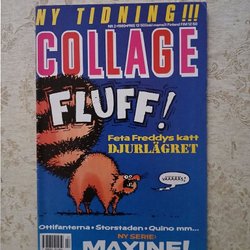 NY TIDNING!!!
COLLAGE
FLUFF!
Feta Freddys katt
DJURLÄGRET
Ottifanterna • Storstaden • Quino mm...
NY SERIE:
MAXINE!